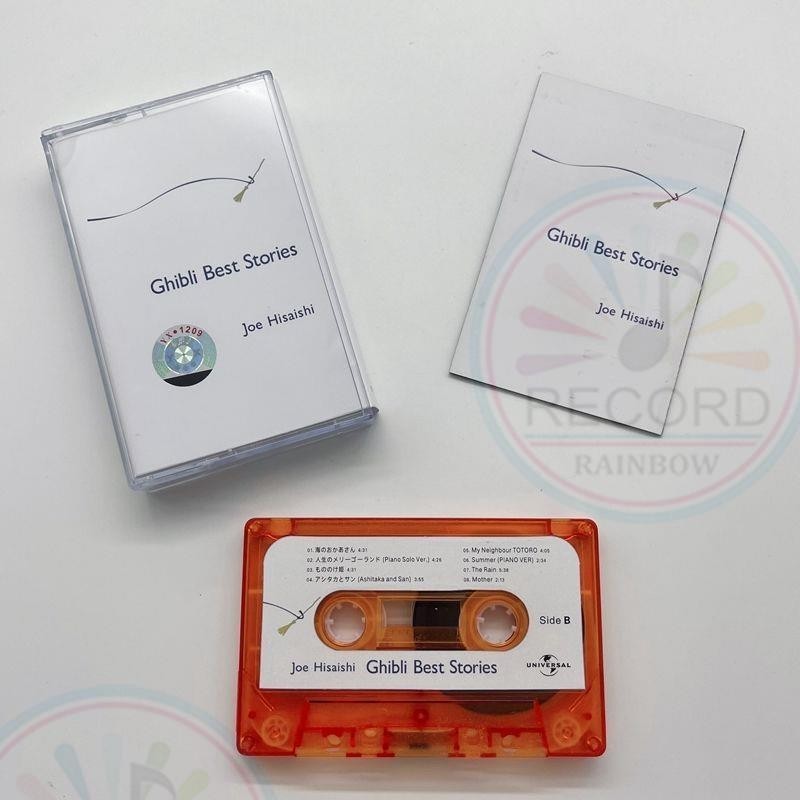 Ghibli Best Stories
Joe Hisaishi
YX•1209
Ghibli Best Stories
Joe Hisaishi
RECORD
RAINBOW
01. 海のおかあさん 4:31
02. 人生のメリーゴーランド (Piano Solo Ver.) 4:26
03. もののけ姫 4:31
04. アシタカとサン (Ashitaka and San) 3:55
05. My Neighbour TOTORO 4:05
06. Summer (PIANO VER) 2:34
07. The Rain 5:38
08. Mother 2:13
Side B
Joe Hisaishi Ghibli Best Stories
UNIVERSAL